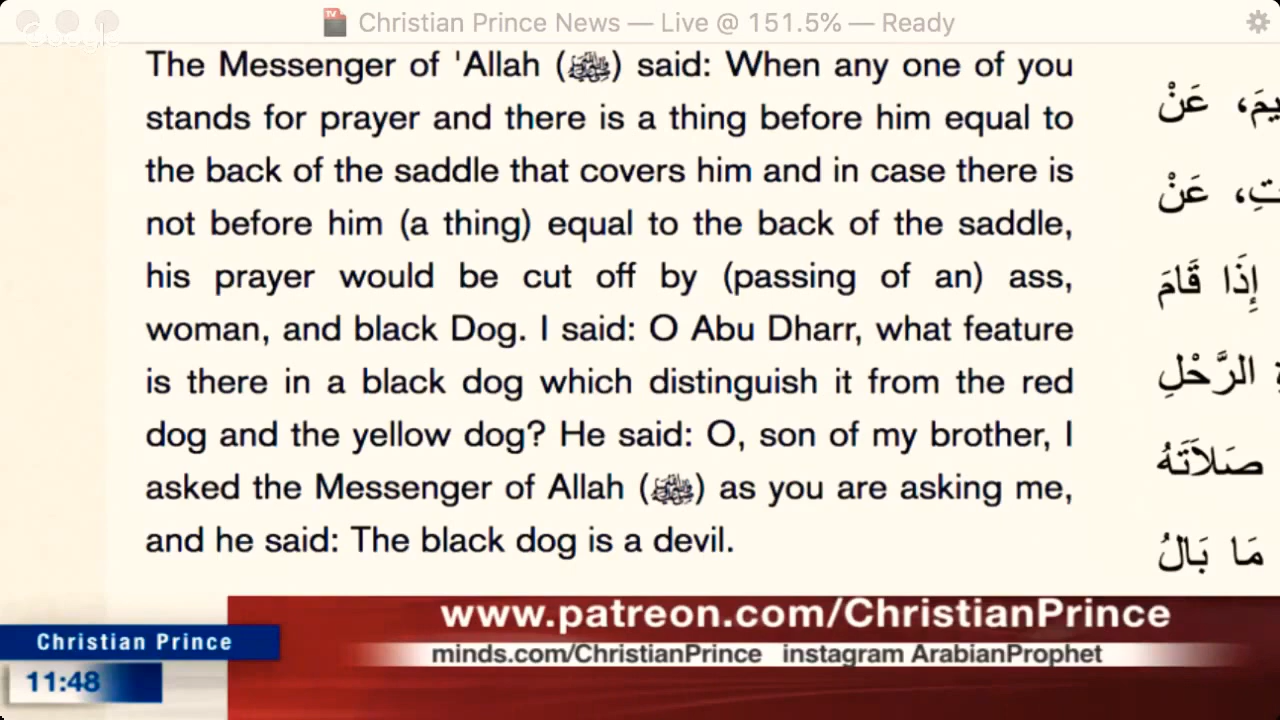 Christian Prince News — Live @ 151.5% — Ready
Google
The Messenger of 'Allah (ﷺ) said: When any one of you
stands for prayer and there is a thing before him equal to
the back of the saddle that covers him and in case there is
not before him (a thing) equal to the back of the saddle,
his prayer would be cut off by (passing of an) ass,
woman, and black Dog. I said: O Abu Dharr, what feature
is there in a black dog which distinguish it from the red
dog and the yellow dog? He said: O, son of my brother, I
asked the Messenger of Allah (ﷺ) as you are asking me,
and he said: The black dog is a devil.
عَنْ
عَنْ
إِذَا قَامَ
الرَّحْلِ
صَلاَتَهُ
مَا بَالُ
www.patreon.com/ChristianPrince
minds.com/ChristianPrince instagram ArabianProphet
Christian Prince
11:48